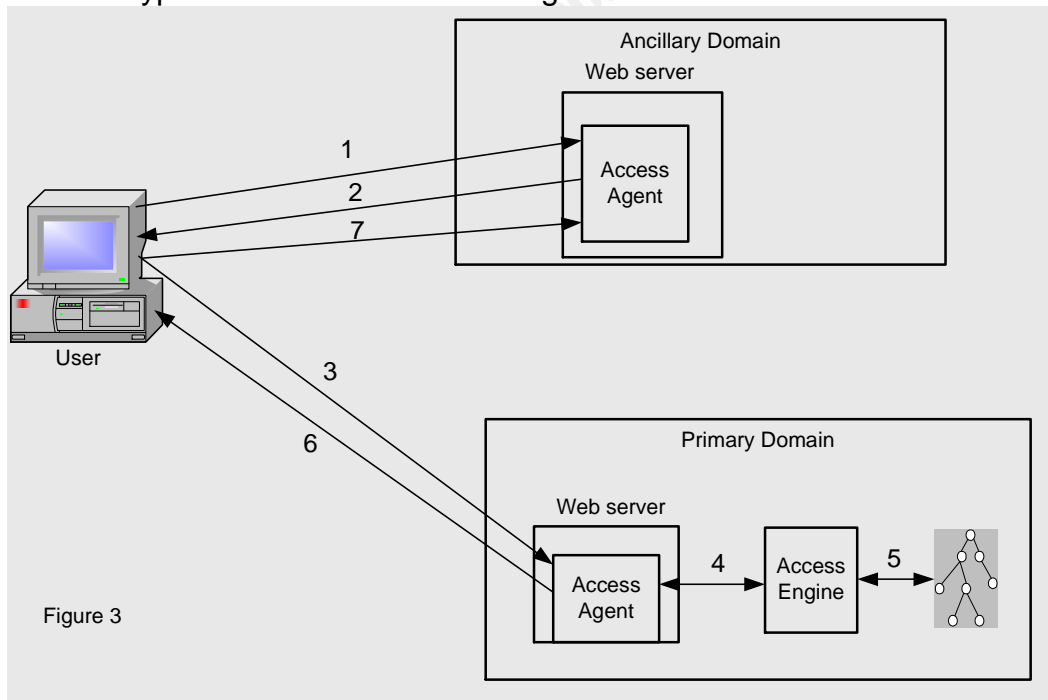 Ancillary Domain
Web server
Access
Agent
1
2
7
User
3
6
Primary Domain
Web server
Access
Agent
4
Access
Engine
5
Figure 3